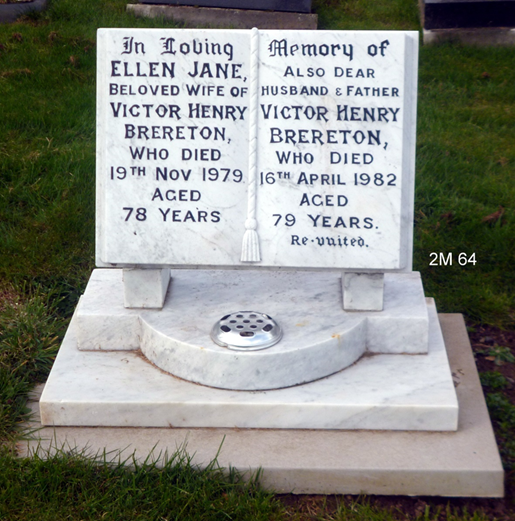 In Loving
ELLEN JANE,
BELOVED WIFE OF
VICTOR HENRY
BRERETON,
WHO DIED
19TH NOV 1979
AGED
78 YEARS
Memory of
ALSO DEAR
HUSBAND & FATHER
VICTOR HENRY
BRERETON,
WHO DIED
16TH APRIL 1982
AGED
79 YEARS.
Re-united.
2M 64